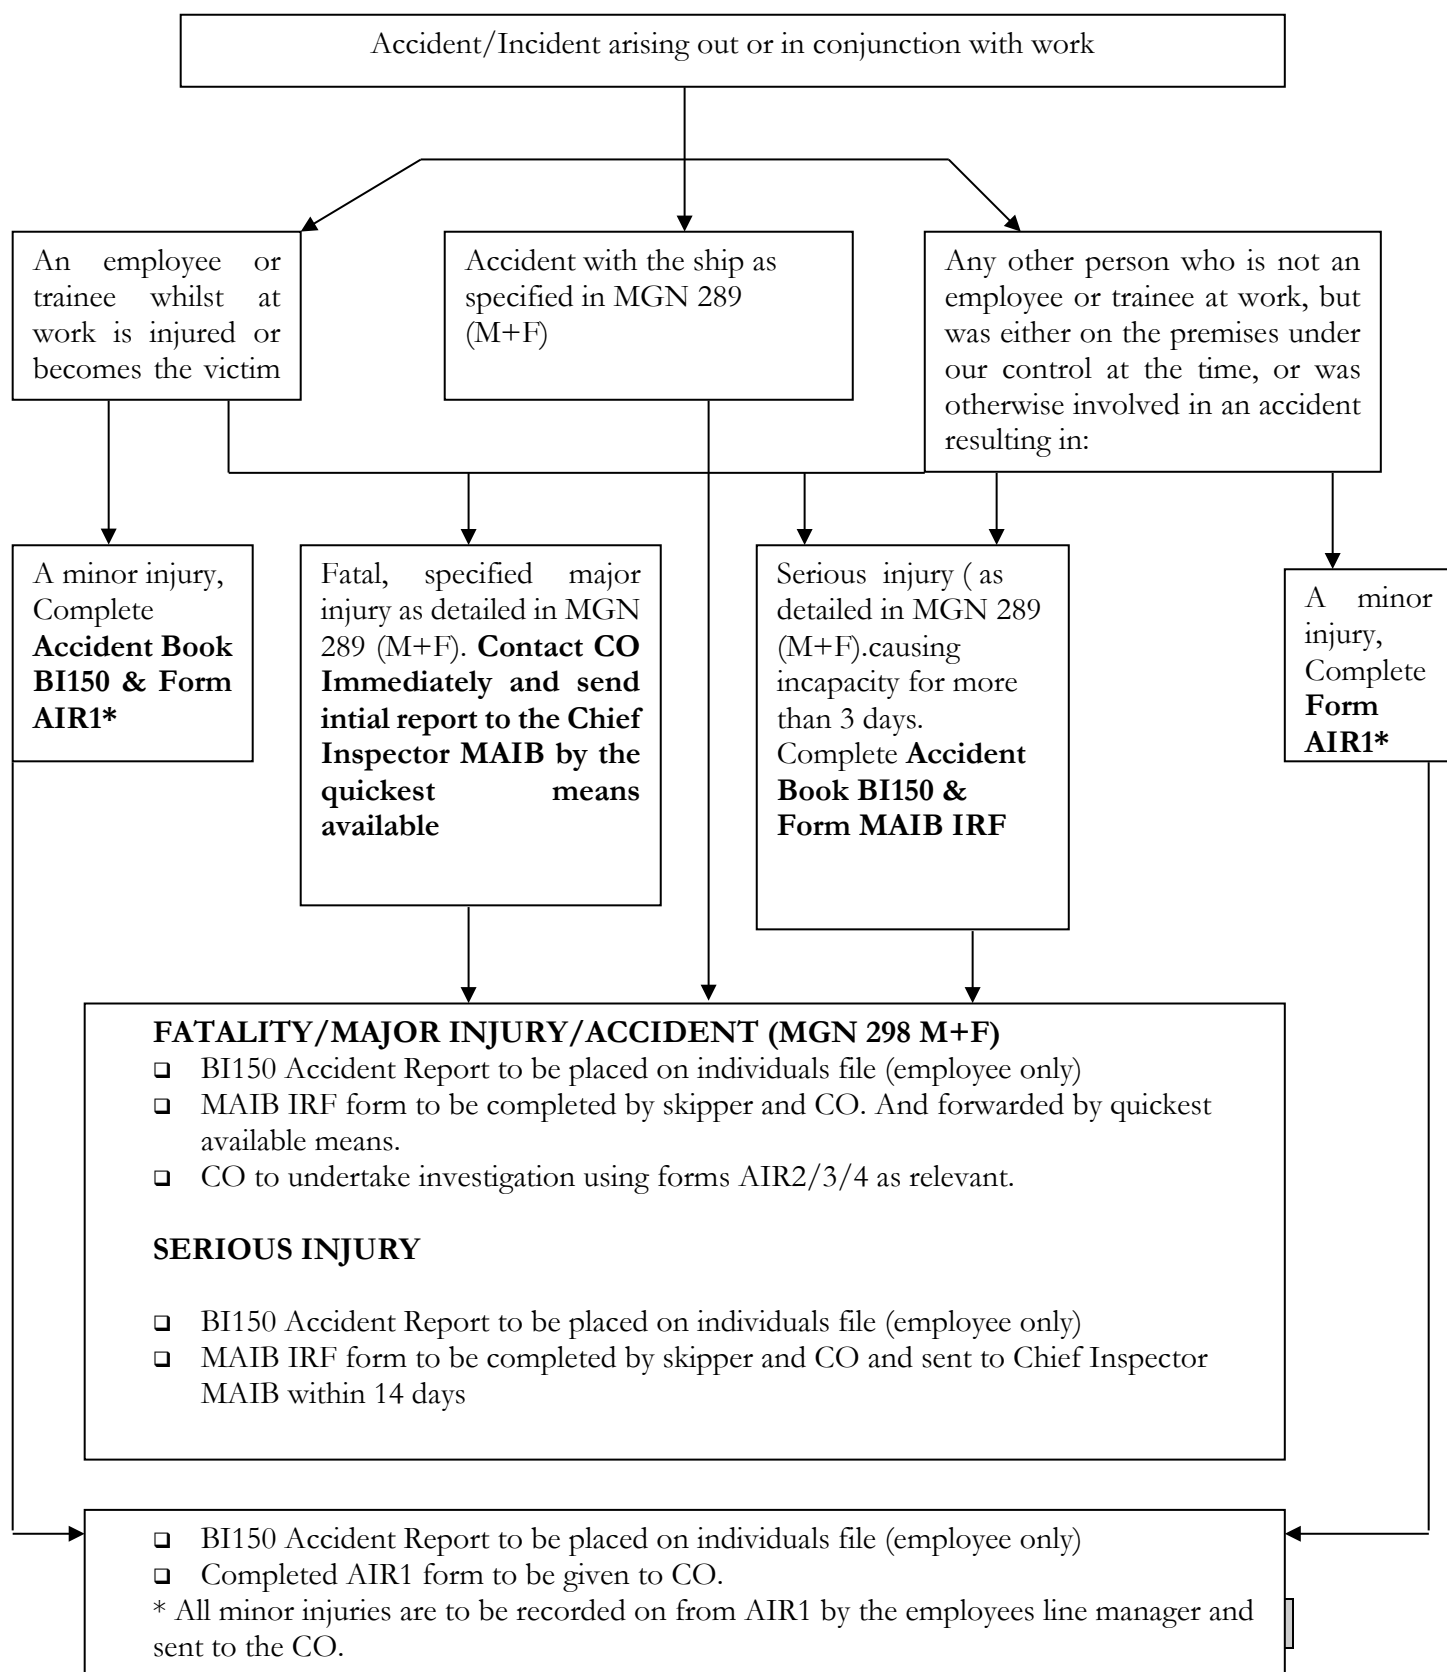 Accident/Incident arising out or in conjunction with work
An employee or
trainee whilst at
work is injured or
becomes the victim
Accident with the ship as
specified in MGN 289
(M+F)
Any other person who is not an
employee or trainee at work, but
was either on the premises under
our control at the time, or was
otherwise involved in an accident
resulting in:
A minor injury,
Complete
Accident Book
BI150 & Form
AIR1*
Fatal, specified major
injury as detailed in MGN
289 (M+F). Contact CO
Immediately and send
intial report to the Chief
Inspector MAIB by the
quickest means
available
Serious injury ( as
detailed in MGN 289
(M+F).causing
incapacity for more
than 3 days.
Complete Accident
Book BI150 &
Form MAIB IRF
A minor
injury,
Complete
Form
AIR1*
FATALITY/MAJOR INJURY/ACCIDENT (MGN 298 M+F)
❑ BI150 Accident Report to be placed on individuals file (employee only)
❑ MAIB IRF form to be completed by skipper and CO. And forwarded by quickest
available means.
❑ CO to undertake investigation using forms AIR2/3/4 as relevant.
SERIOUS INJURY
❑ BI150 Accident Report to be placed on individuals file (employee only)
❑ MAIB IRF form to be completed by skipper and CO and sent to Chief Inspector
MAIB within 14 days
❑ BI150 Accident Report to be placed on individuals file (employee only)
❑ Completed AIR1 form to be given to CO.
* All minor injuries are to be recorded on from AIR1 by the employees line manager and
sent to the CO.